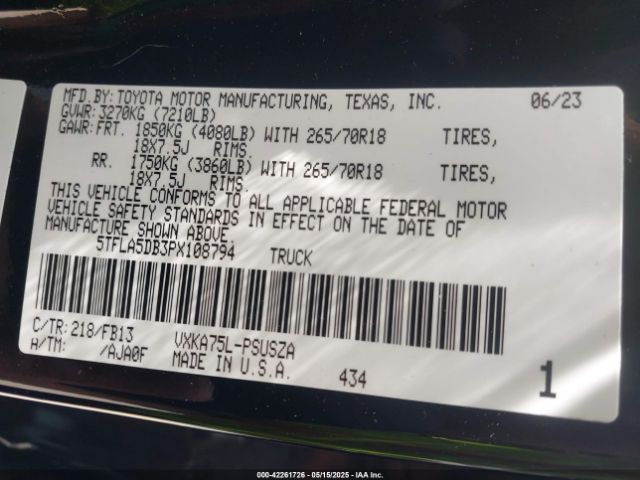 MFD.BY: TOYOTA MOTOR MANUFACTURING, TEXAS, INC. 06/23
GVWR: 3270KG (7210LB)
GAWR: FRT. 1850KG (4080LB) WITH 265/70R18 TIRES,
18X7.5J RIMS.
RR. 1750KG (3860LB) WITH 265/70R18 TIRES,
18X7.5J RIMS.
THIS VEHICLE CONFORMS TO ALL APPLICABLE FEDERAL MOTOR
VEHICLE SAFETY STANDARDS IN EFFECT ON THE DATE OF
MANUFACTURE SHOWN ABOVE.
5TFLA5DB3PX108794 TRUCK
C/TR: 218/FB13 VXKA75L-PSUSZA
A/TM: /AJA0F MADE IN U.S.A. 434 1
000-42261726 - 05/15/2025 - IAA Inc.